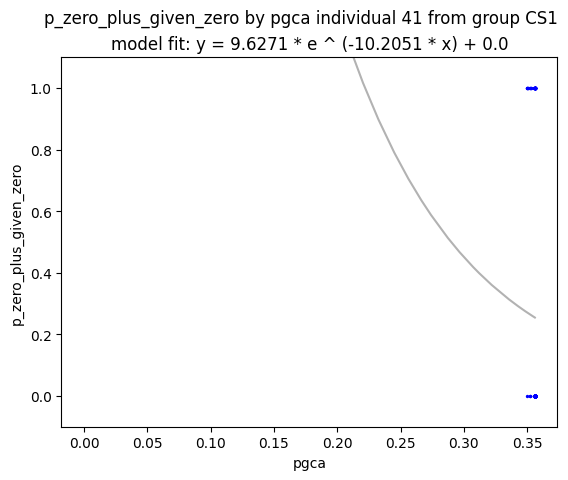 p_zero_plus_given_zero by pgca individual 41 from group CS1
model fit: y = 9.6271 * e ^ (-10.2051 * x) + 0.0
1.0
0.8
0.6
0.4
0.2
0.0
p_zero_plus_given_zero
0.00 0.05 0.10 0.15 0.20 0.25 0.30 0.35
pgca